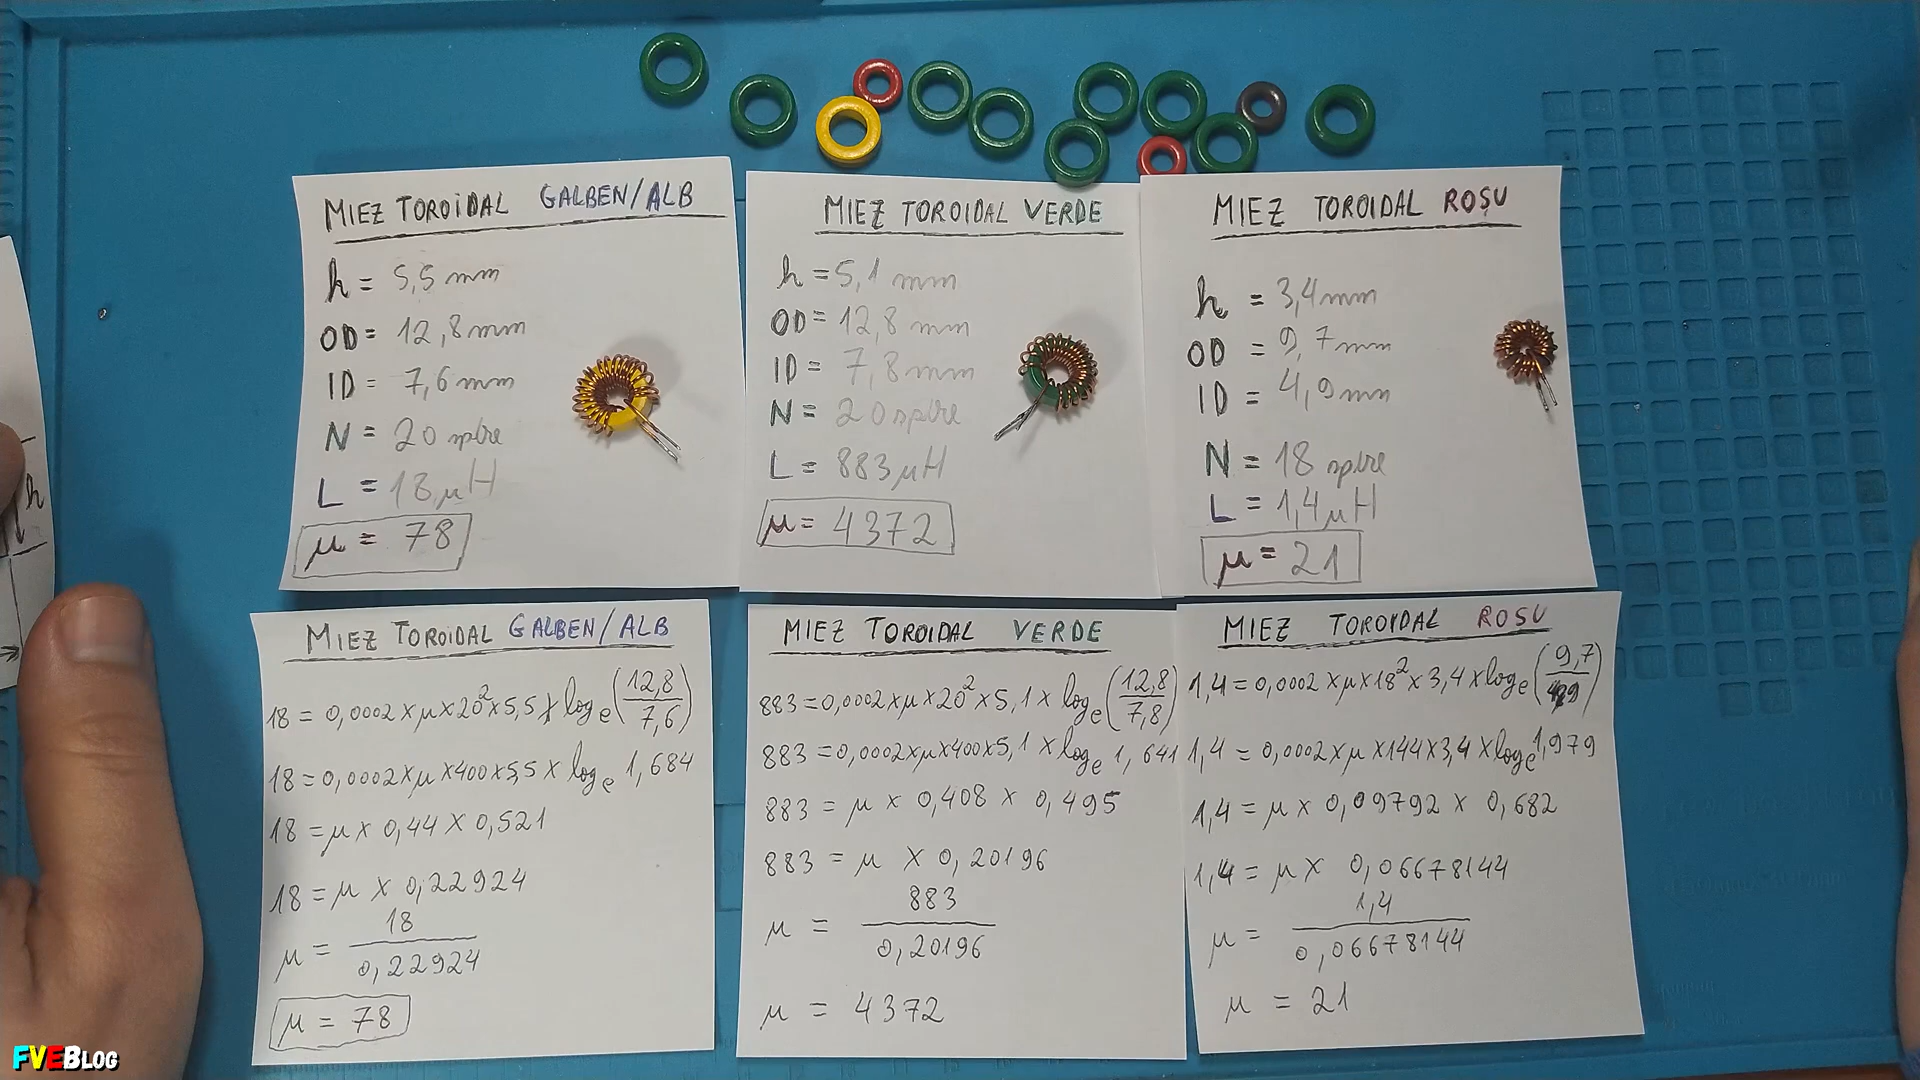 MIEZ TOROIDAL GALBEN/ALB
h = 5,5 mm
OD = 12,8 mm
ID = 7,6 mm
N = 20 spire
L = 18 µH
µ = 78
MIEZ TOROIDAL VERDE
h = 5,1 mm
OD = 12,8 mm
ID = 7,8 mm
N = 20 spire
L = 883 µH
µ = 4372
MIEZ TOROIDAL ROȘU
h = 3,4 mm
OD = 9,7 mm
ID = 4,9 mm
N = 18 spire
L = 1,4 µH
µ = 21
h
MIEZ TOROIDAL GALBEN/ALB
18 = 0,0002 x µ x 20² x 5,5 x logₑ (12,8/7,6)
18 = 0,0002 x µ x 400 x 5,5 x logₑ 1,684
18 = µ x 0,44 x 0,521
18 = µ x 0,22924
µ = 18/0,22924
µ = 78
MIEZ TOROIDAL VERDE
883 = 0,0002 x µ x 20² x 5,1 x logₑ (12,8/7,8)
883 = 0,0002 x µ x 400 x 5,1 x logₑ 1,641
883 = µ x 0,408 x 0,495
883 = µ x 0,20196
µ = 883/0,20196
µ = 4372
MIEZ TOROIDAL ROSU
1,4 = 0,0002 x µ x 18² x 3,4 x logₑ (9,7/4,9)
1,4 = 0,0002 x µ x 144 x 3,4 x logₑ 1,979
1,4 = µ x 0,09792 x 0,682
1,4 = µ x 0,06678144
µ = 1,4/0,06678144
µ = 21
FVEBLOG